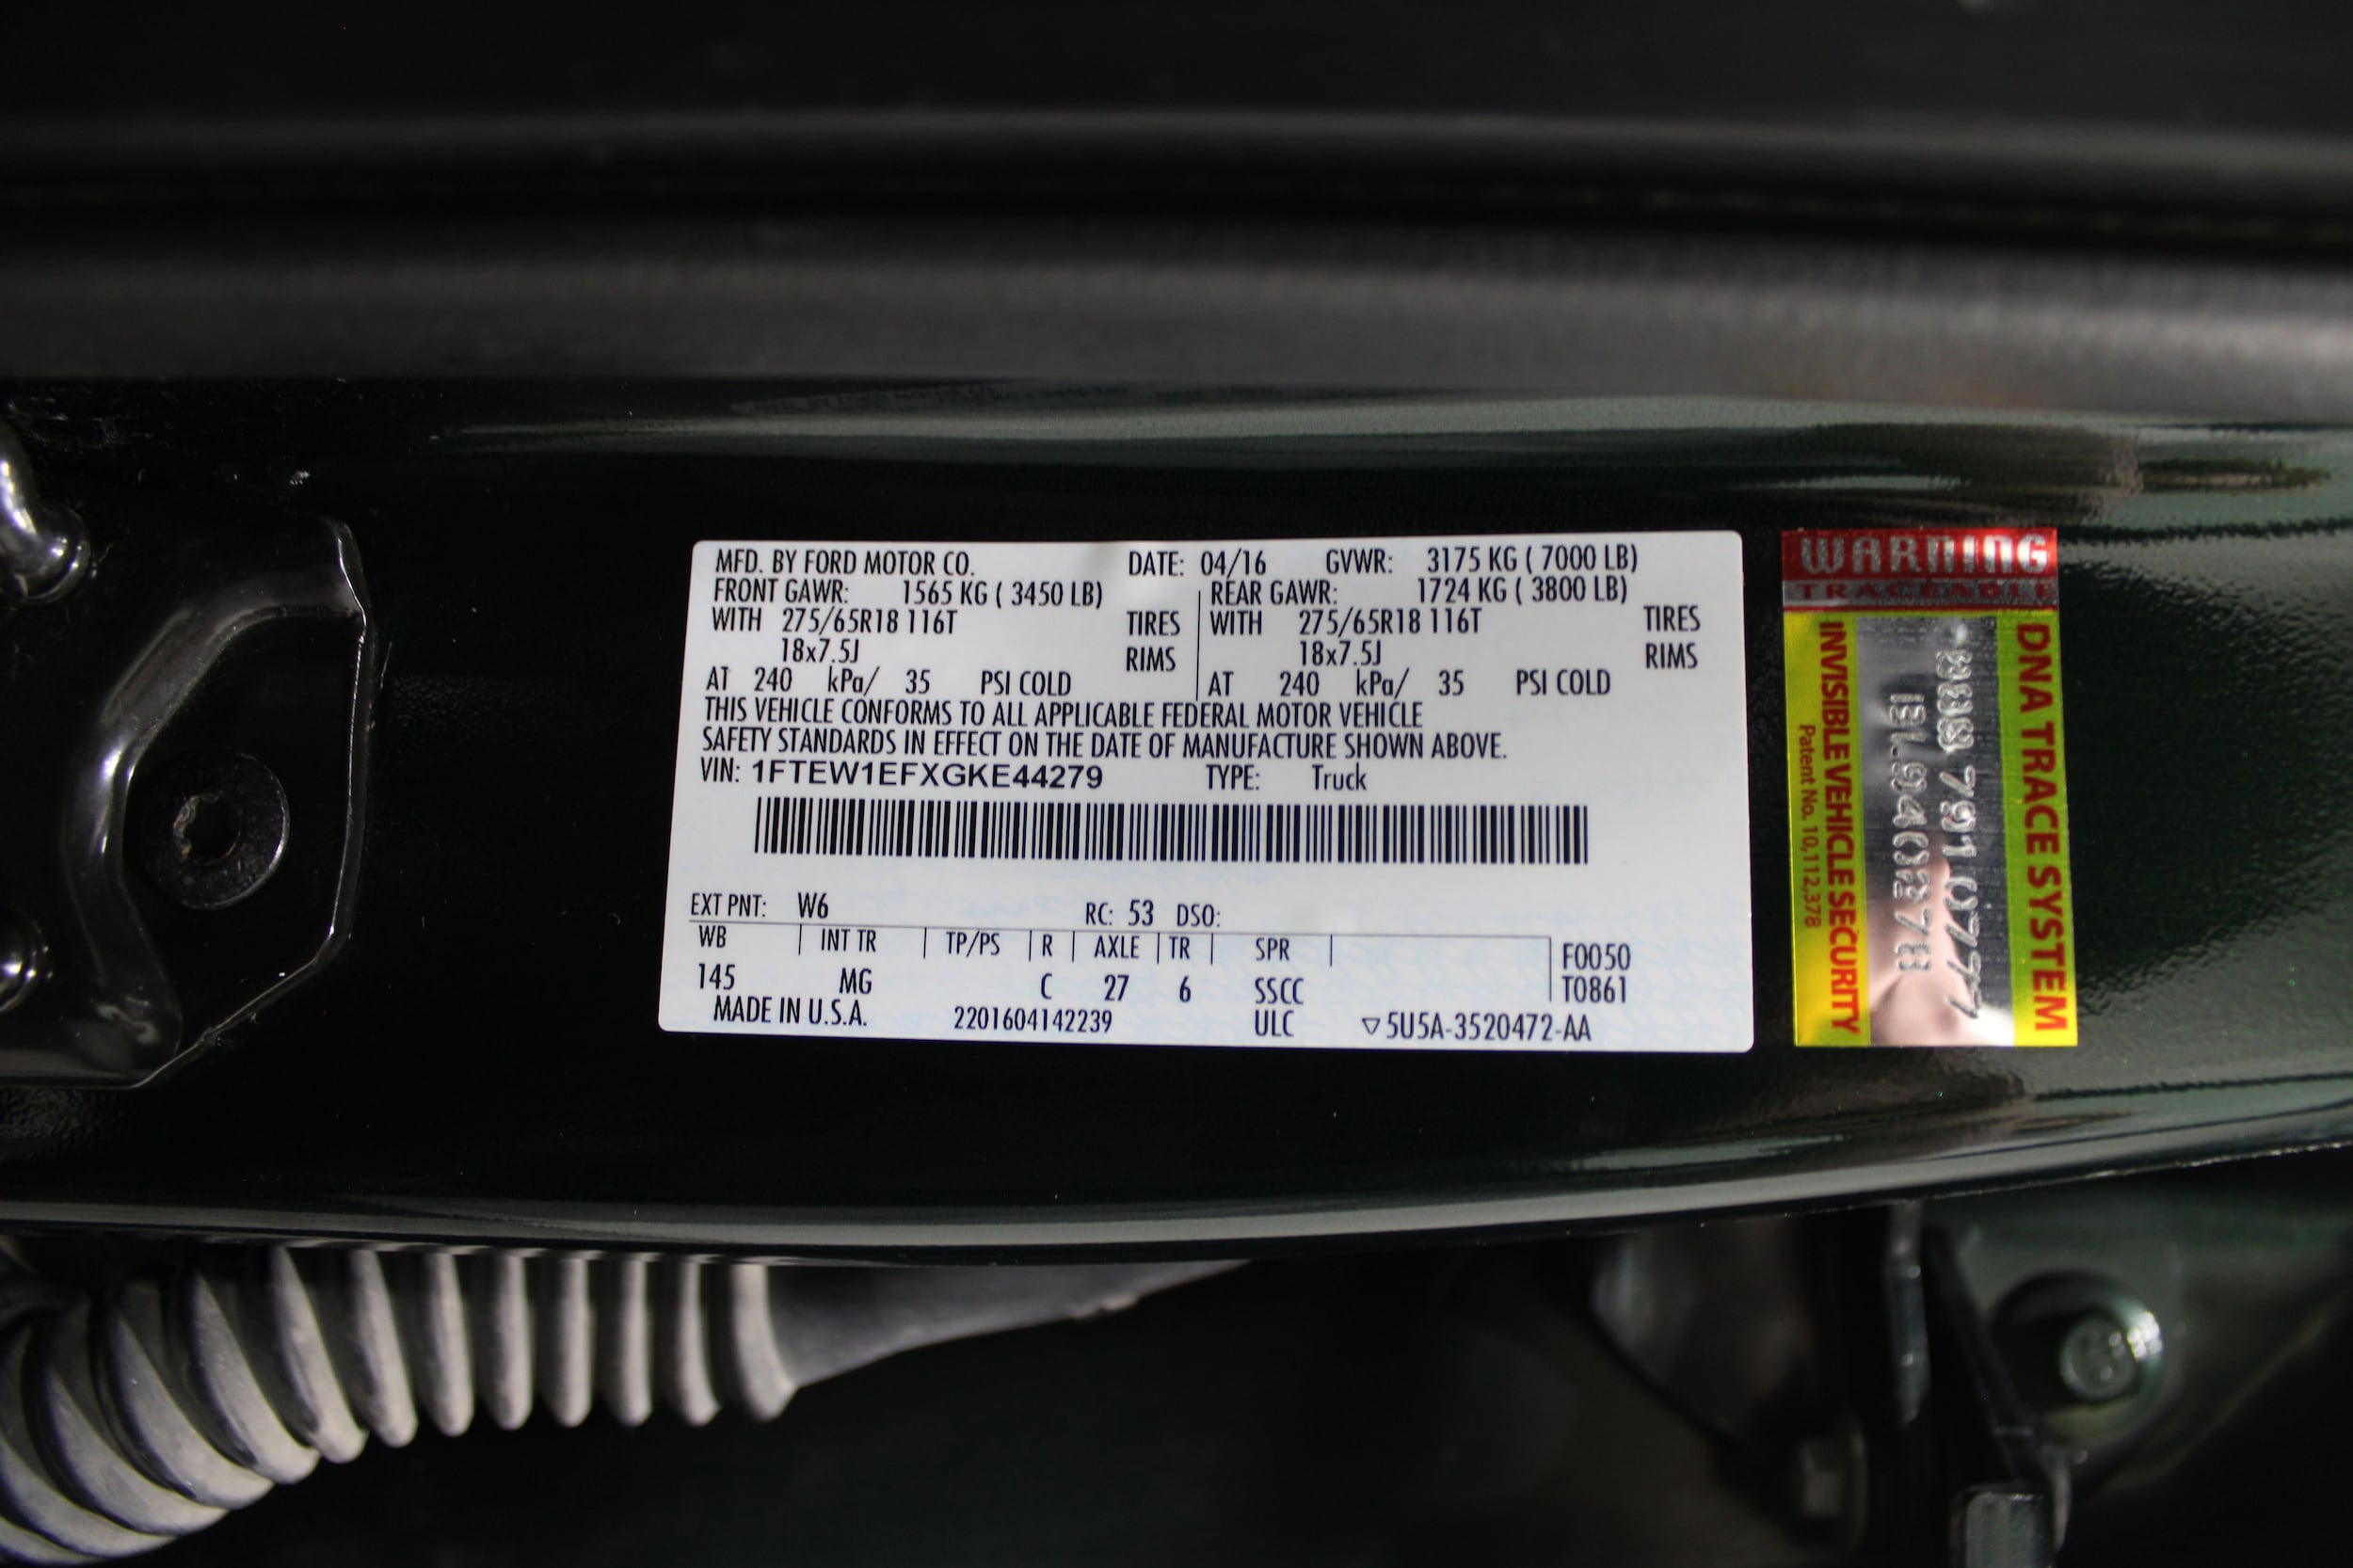 MFD. BY FORD MOTOR CO. DATE: 04/16 GVWR: 3175 KG ( 7000 LB)
FRONT GAWR: 1565 KG ( 3450 LB) REAR GAWR: 1724 KG ( 3800 LB)
WITH 275/65R18 116T TIRES WITH 275/65R18 116T TIRES
18x7.5J RIMS 18x7.5J RIMS
AT 240 kPa/ 35 PSI COLD AT 240 kPa/ 35 PSI COLD
THIS VEHICLE CONFORMS TO ALL APPLICABLE FEDERAL MOTOR VEHICLE
SAFETY STANDARDS IN EFFECT ON THE DATE OF MANUFACTURE SHOWN ABOVE.
VIN: 1FTEW1EFXGKE44279 TYPE: Truck
EXT PNT: W6 RC: 53 DSO:
WB INT TR TP/PS R AXLE TR SPR F0050
145 MG C 27 6 SSCC T0861
MADE IN U.S.A. 2201604142239 ULC ▽5U5A-3520472-AA
WARNING
TRACEABLE
DNA TRACE SYSTEM
INVISIBLE VEHICLE SECURITY
Patent No. 10,112,378